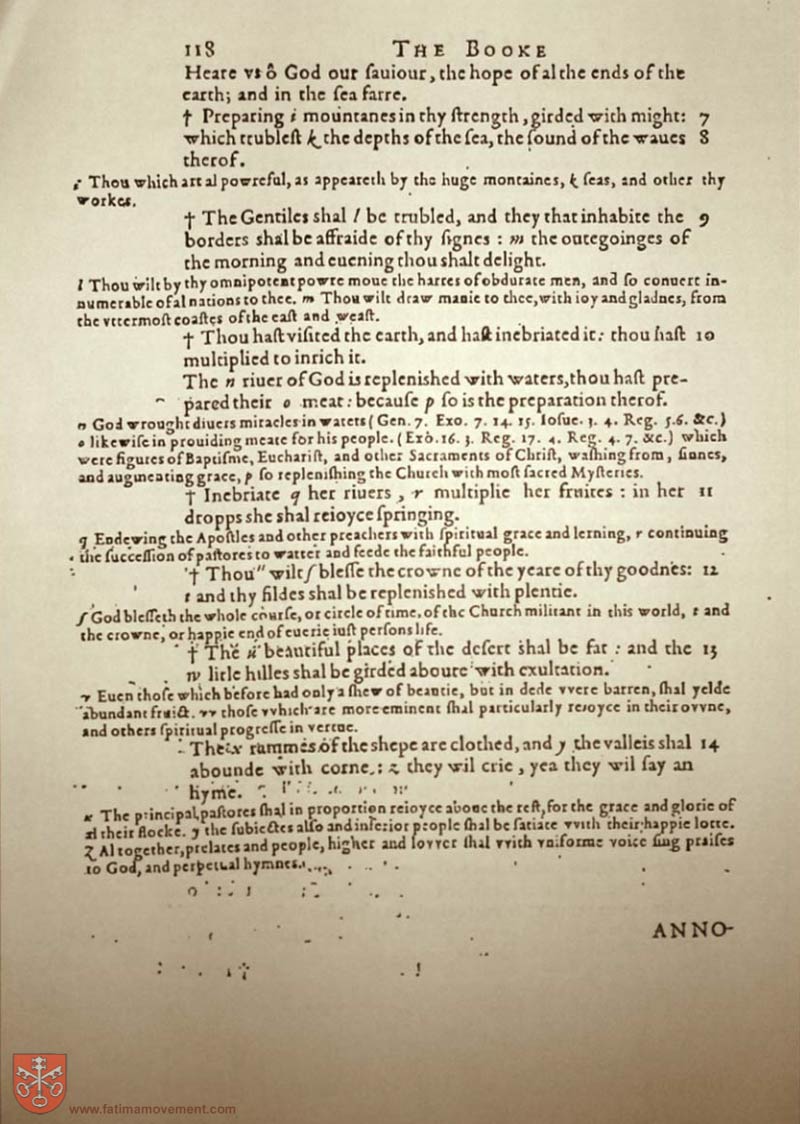 118 THE BOOKE
Heare vs ô God our ſauiour, the hope of al the ends of the
earth; and in the ſea farre.
† Preparing i mountanes in thy ſtrength, girded with might: 7
which trubleſt k the depths of the ſea, the ſound of the waues 8
therof.
i Thou which art al powreful, as appeareth by the huge montaines, k ſeas, and other thy
workes.
† The Gentiles shal l be trubled, and they that inhabite the 9
borders shal be affraide of thy ſignes : m the outegoinges of
the morning and euening thou shalt delight.
l Thou wilt by thy omnipotent powre moue the hartes of obdurate men, and ſo conuert in-
numerable of al nations to thee. m Thou wilt draw manie to thee, with ioy and gladnes, from
the vttermoſt coaſtes of the eaſt and weaſt.
† Thou haſt viſited the earth, and haſt inebriated it: thou haſt 10
multiplied to inrich it.
The n riuer of God is replenished with waters, thou haſt pre-
pared their o meat: becauſe p ſo is the preparation therof.
n God wrought diuers miracles in waters (Gen. 7. Exo. 7. 14. 15. Ioſue. 3. 4. Reg. 5.6. &c.)
o likewiſe in prouiding meate for his people. (Exo. 16. 3. Reg. 17. 4. Reg. 4. 7. &c.) which
were figures of Baptiſme, Euchariſt, and other Sacraments of Chriſt, waſhing from, ſinnes,
and augmenting grace, p ſo repleniſhing the Church with moſt ſacred Myſteries.
† Inebriate q her riuers, r multiplie her fruites : in her 11
dropps she shal reioyce ſpringing.
q Endewing the Apoſtles and other preachers with ſpiritual grace and lerning, r continuing
the ſucceſſion of paſtores to watter and feede the faithful people.
† Thou" wilt ſ bleſſe the crowne of the yeare of thy goodnes: 12
t and thy fildes shal be replenished with plentie.
ſ God bleſſeth the whole courſe, or circle of time, of the Church militant in this world, t and
the crowne, or happie end of euerie iuſt perſons life.
† The v beautiful places of the deſert shal be fat : and the 13
w litle hilles shal be girded aboute with exultation.
v Euen thoſe which before had only a ſhew of beautie, but in dede vvere barren, ſhal yelde
abundant fruict. vv thoſe vvhich are more eminent ſhal particularly reioyce in their ovvne,
and others ſpiritual progreſſe in vertue.
The x rammes of the shepe are clothed, and y the valleis shal 14
abounde with corne : z they wil crie, yea they wil ſay an
hyme.
x The principal paſtores ſhal in proportion reioyce aboue the reſt, for the grace and glorie of
al their flocke. y the ſubiectes alſo and inferior people ſhal be ſatiate vvith their happie lotte.
z Al together, prelates and people, higher and lovver ſhal vvith vniforme voice ſing praiſes
to God, and perpetual hymnes.
ANNO-
www.fatimamovement.com